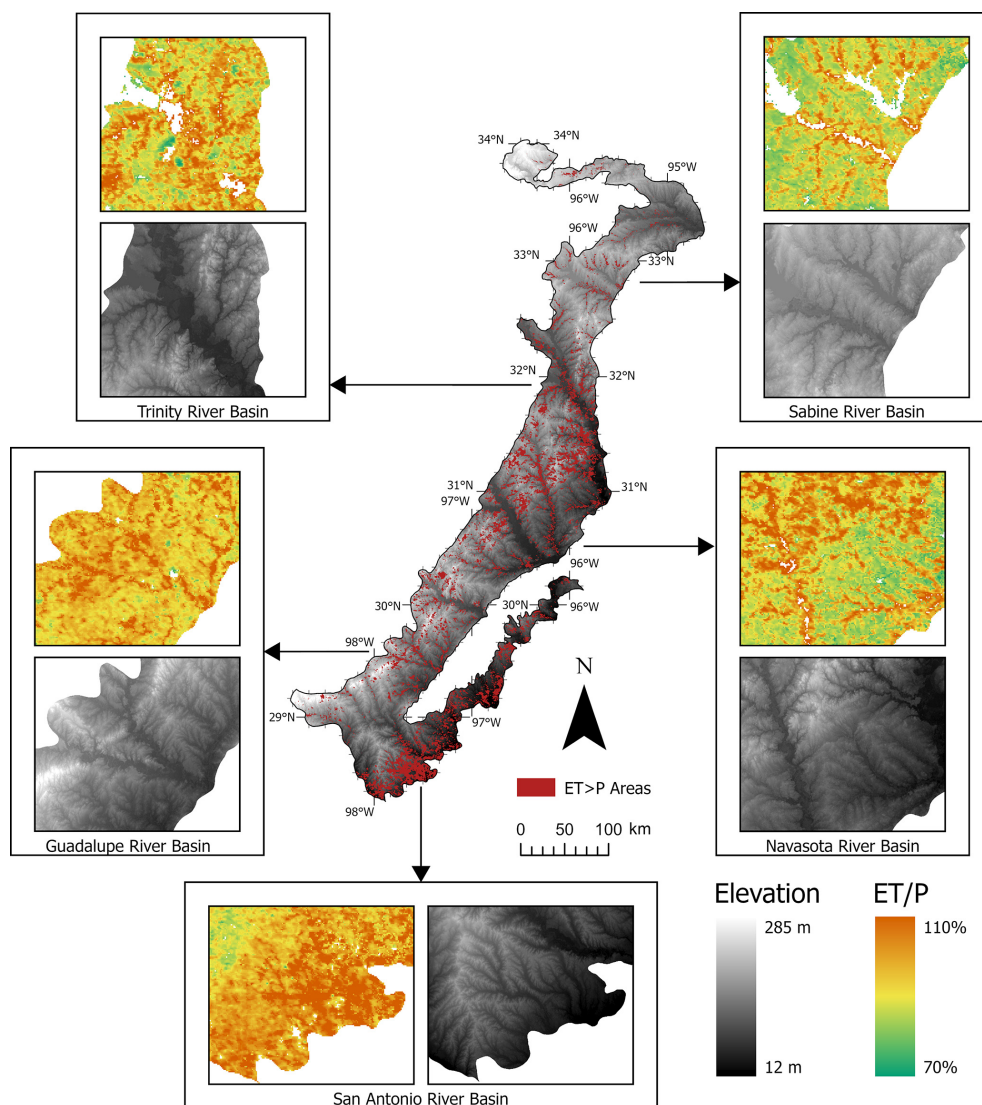 34°N
34°N
95°W
96°W
96°W
33°N
33°N
Trinity River Basin
32°N
32°N
Sabine River Basin
31°N
97°W
31°N
96°W
30°N
30°N
96°W
98°W
N
29°N
97°W
ET>P Areas
98°W
0 50 100 km
Guadalupe River Basin
Navasota River Basin
Elevation
ET/P
285 m
110%
12 m
70%
San Antonio River Basin